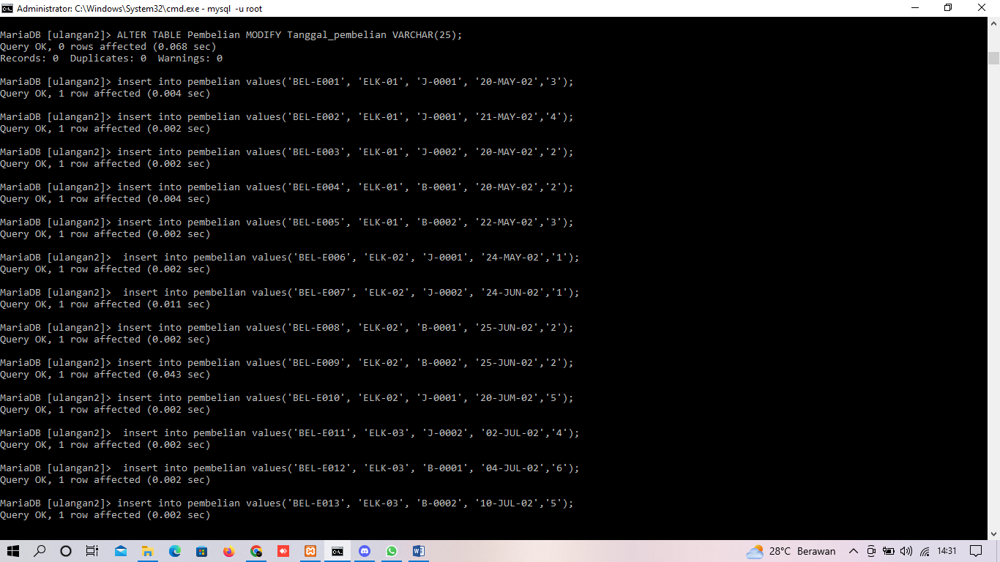 Administrator: C:\Windows\System32\cmd.exe - mysql -u root
MariaDB [ulangan2]> ALTER TABLE Pembelian MODIFY Tanggal_pembelian VARCHAR(25);
Query OK, 0 rows affected (0.068 sec)
Records: 0  Duplicates: 0  Warnings: 0
MariaDB [ulangan2]> insert into pembelian values('BEL-E001', 'ELK-01', 'J-0001', '20-MAY-02','3');
Query OK, 1 row affected (0.004 sec)
MariaDB [ulangan2]> insert into pembelian values('BEL-E002', 'ELK-01', 'J-0001', '21-MAY-02','4');
Query OK, 1 row affected (0.002 sec)
MariaDB [ulangan2]> insert into pembelian values('BEL-E003', 'ELK-01', 'J-0002', '20-MAY-02','2');
Query OK, 1 row affected (0.002 sec)
MariaDB [ulangan2]> insert into pembelian values('BEL-E004', 'ELK-01', 'B-0001', '20-MAY-02','2');
Query OK, 1 row affected (0.004 sec)
MariaDB [ulangan2]> insert into pembelian values('BEL-E005', 'ELK-01', 'B-0002', '22-MAY-02','3');
Query OK, 1 row affected (0.002 sec)
MariaDB [ulangan2]>  insert into pembelian values('BEL-E006', 'ELK-02', 'J-0001', '24-MAY-02','1');
Query OK, 1 row affected (0.002 sec)
MariaDB [ulangan2]>  insert into pembelian values('BEL-E007', 'ELK-02', 'J-0002', '24-JUN-02','1');
Query OK, 1 row affected (0.011 sec)
MariaDB [ulangan2]> insert into pembelian values('BEL-E008', 'ELK-02', 'B-0001', '25-JUN-02','2');
Query OK, 1 row affected (0.002 sec)
MariaDB [ulangan2]> insert into pembelian values('BEL-E009', 'ELK-02', 'B-0002', '25-JUN-02','2');
Query OK, 1 row affected (0.043 sec)
MariaDB [ulangan2]> insert into pembelian values('BEL-E010', 'ELK-02', 'J-0001', '20-JUM-02','5');
Query OK, 1 row affected (0.002 sec)
MariaDB [ulangan2]>  insert into pembelian values('BEL-E011', 'ELK-03', 'J-0002', '02-JUL-02','4');
Query OK, 1 row affected (0.002 sec)
MariaDB [ulangan2]>  insert into pembelian values('BEL-E012', 'ELK-03', 'B-0001', '04-JUL-02','6');
Query OK, 1 row affected (0.002 sec)
MariaDB [ulangan2]> insert into pembelian values('BEL-E013', 'ELK-03', 'B-0002', '10-JUL-02','5');
Query OK, 1 row affected (0.002 sec)
28°C Berawan 14:31